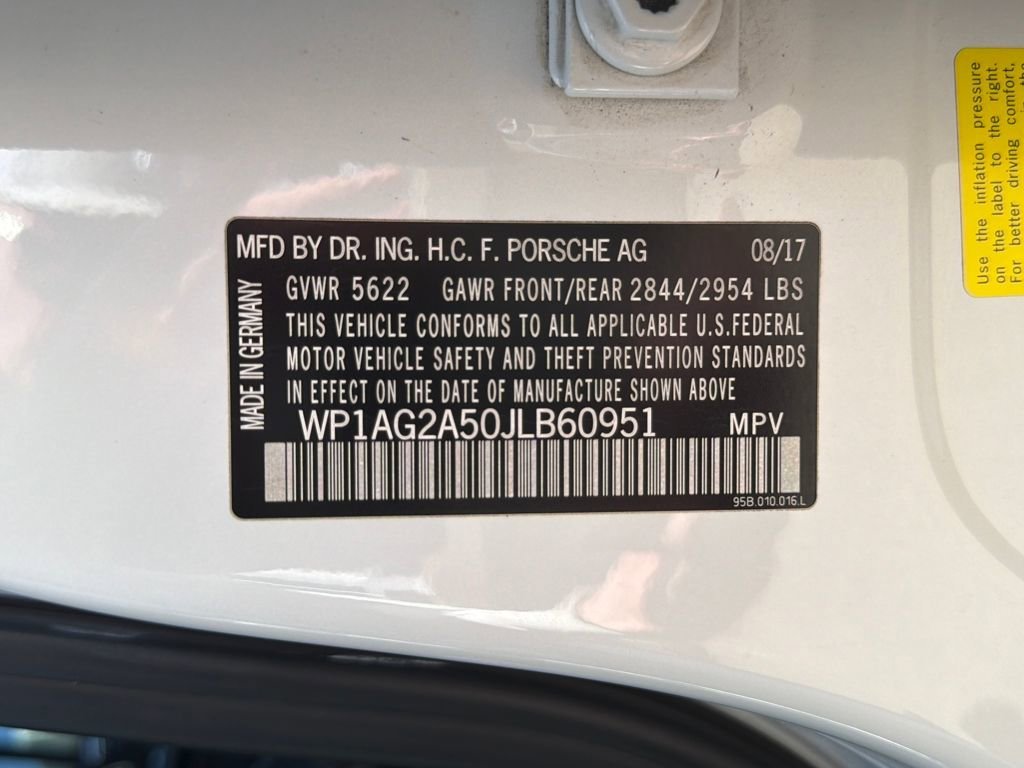 MFD BY DR. ING. H.C. F. PORSCHE AG 08/17
GVWR 5622 GAWR FRONT/REAR 2844/2954 LBS
THIS VEHICLE CONFORMS TO ALL APPLICABLE U.S.FEDERAL
MOTOR VEHICLE SAFETY AND THEFT PREVENTION STANDARDS
IN EFFECT ON THE DATE OF MANUFACTURE SHOWN ABOVE
WP1AG2A50JLB60951 MPV
95B.010.016.L
MADE IN GERMANY
Use the inflation pressure
on the label to the right.
For better driving comfort,